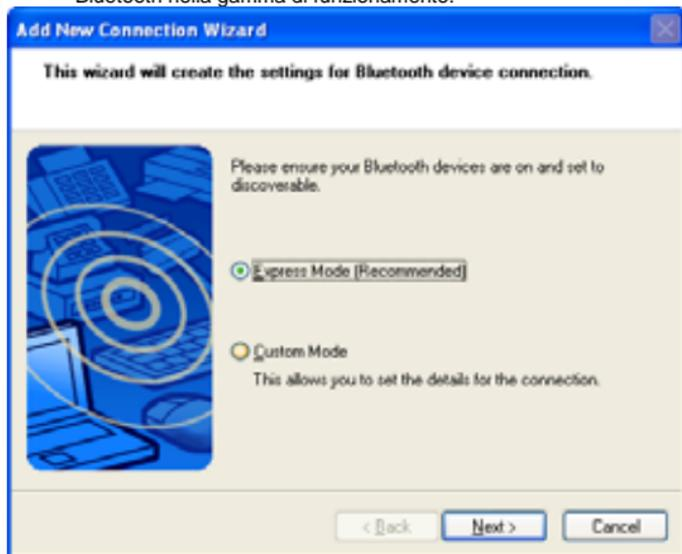 Bluetooth nella gamma di funzionamento.
Add New Connection Wizard
This wizard will create the settings for Bluetooth device connection.
Please ensure your Bluetooth devices are on and set to
discoverable.
Express Mode (Recommended)
Custom Mode
This allows you to set the details for the connection.
< Back
Next >
Cancel